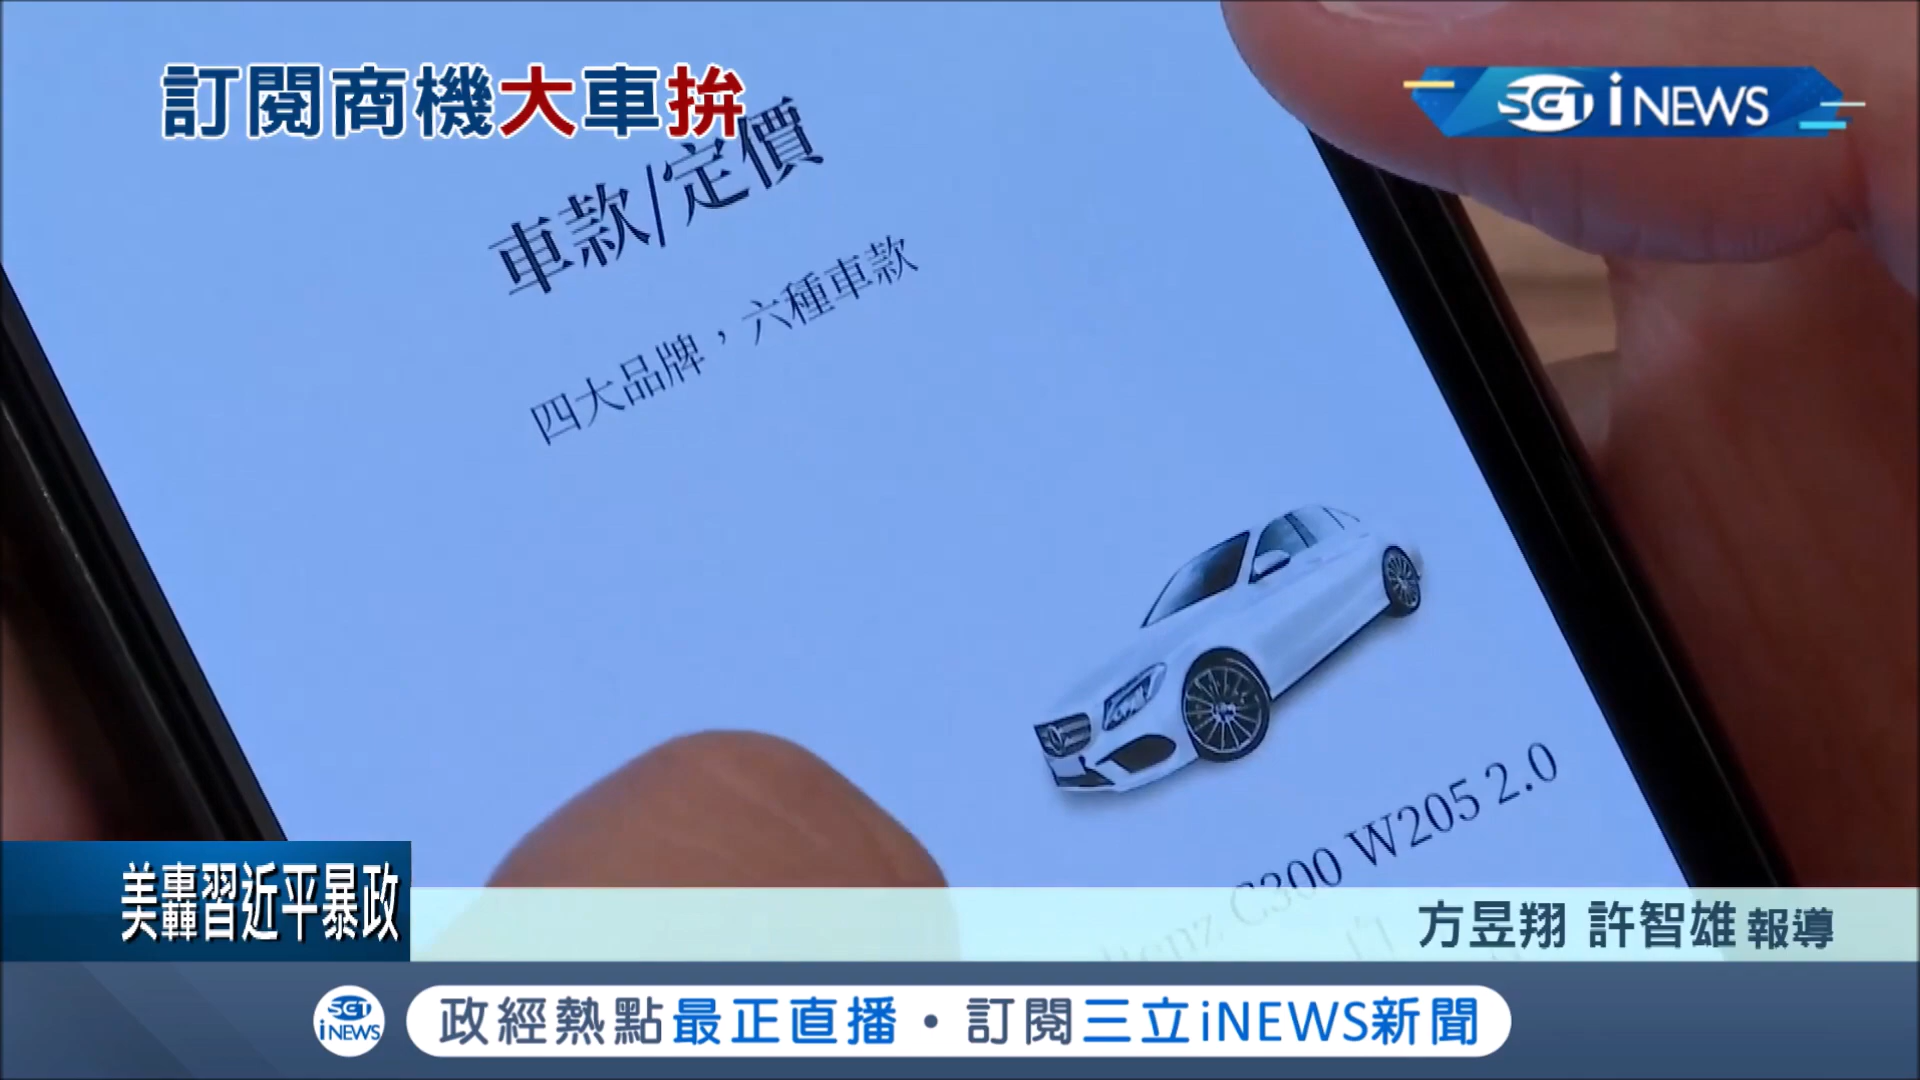 訂閱商機大車拚
SET iNEWS
車款/定價
四大品牌，六種車款
Benz C300 W205 2.0
美轟習近平暴政
方昱翔 許智雄 報導
SET iNEWS
政經熱點最正直播・訂閱三立iNEWS新聞